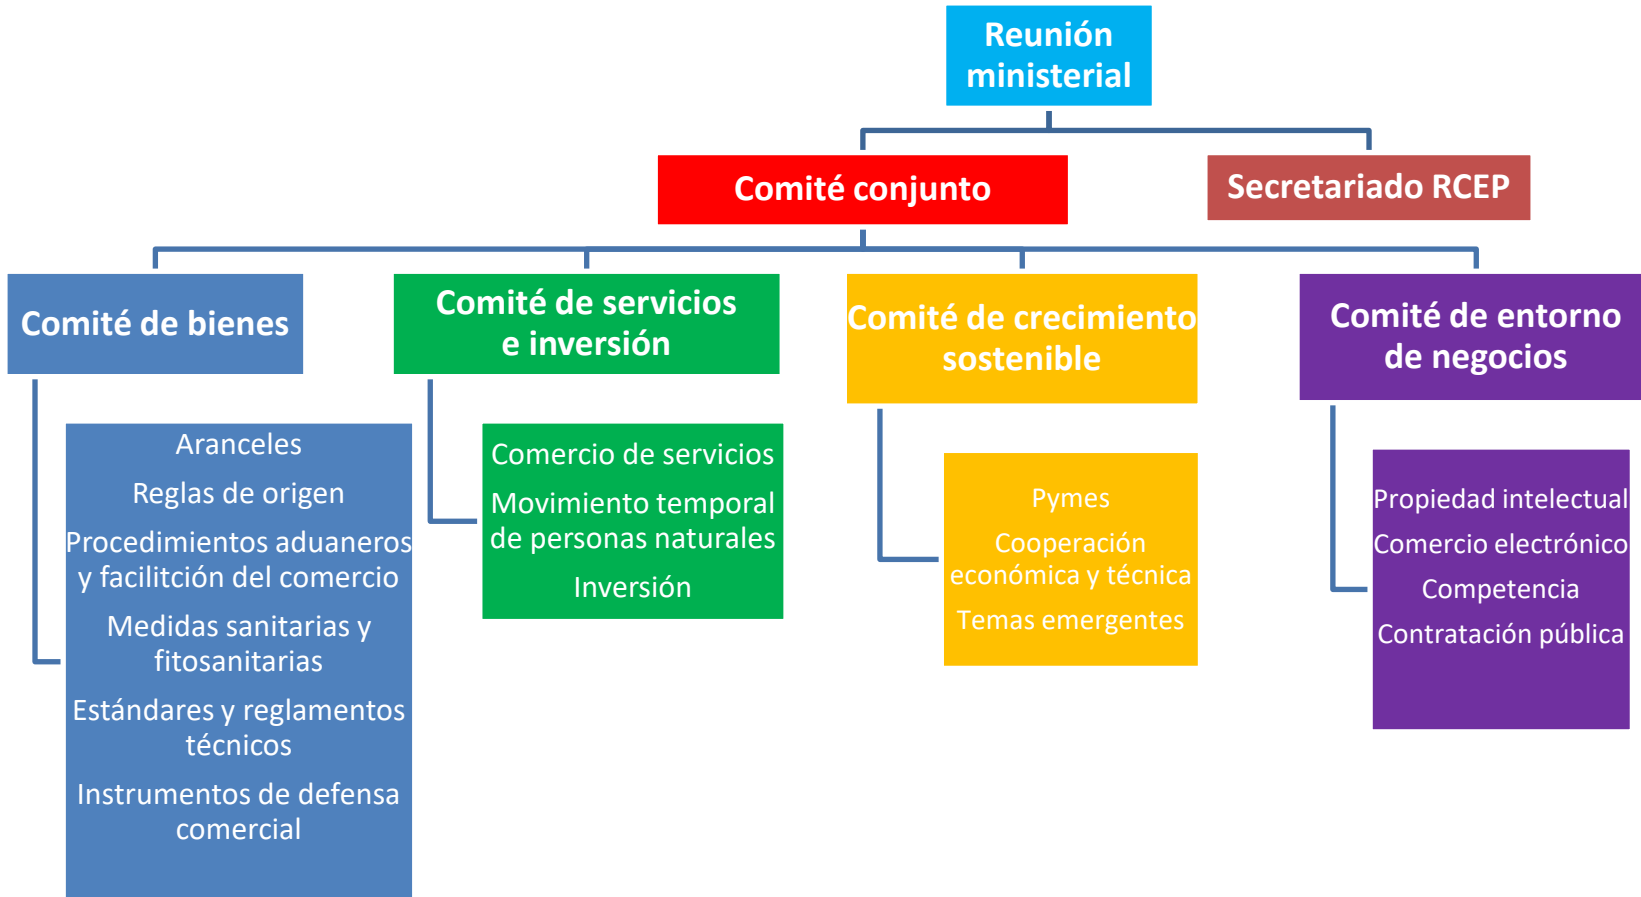 Reunión
ministerial
Comité conjunto
Secretariado RCEP
Comité de bienes
Comité de servicios
e inversión
Comité de crecimiento
sostenible
Comité de entorno
de negocios
Aranceles
Reglas de origen
Procedimientos aduaneros
y facilitción del comercio
Medidas sanitarias y
fitosanitarias
Estándares y reglamentos
técnicos
Instrumentos de defensa
comercial
Comercio de servicios
Movimiento temporal
de personas naturales
Inversión
Pymes
Cooperación
económica y técnica
Temas emergentes
Propiedad intelectual
Comercio electrónico
Competencia
Contratación pública